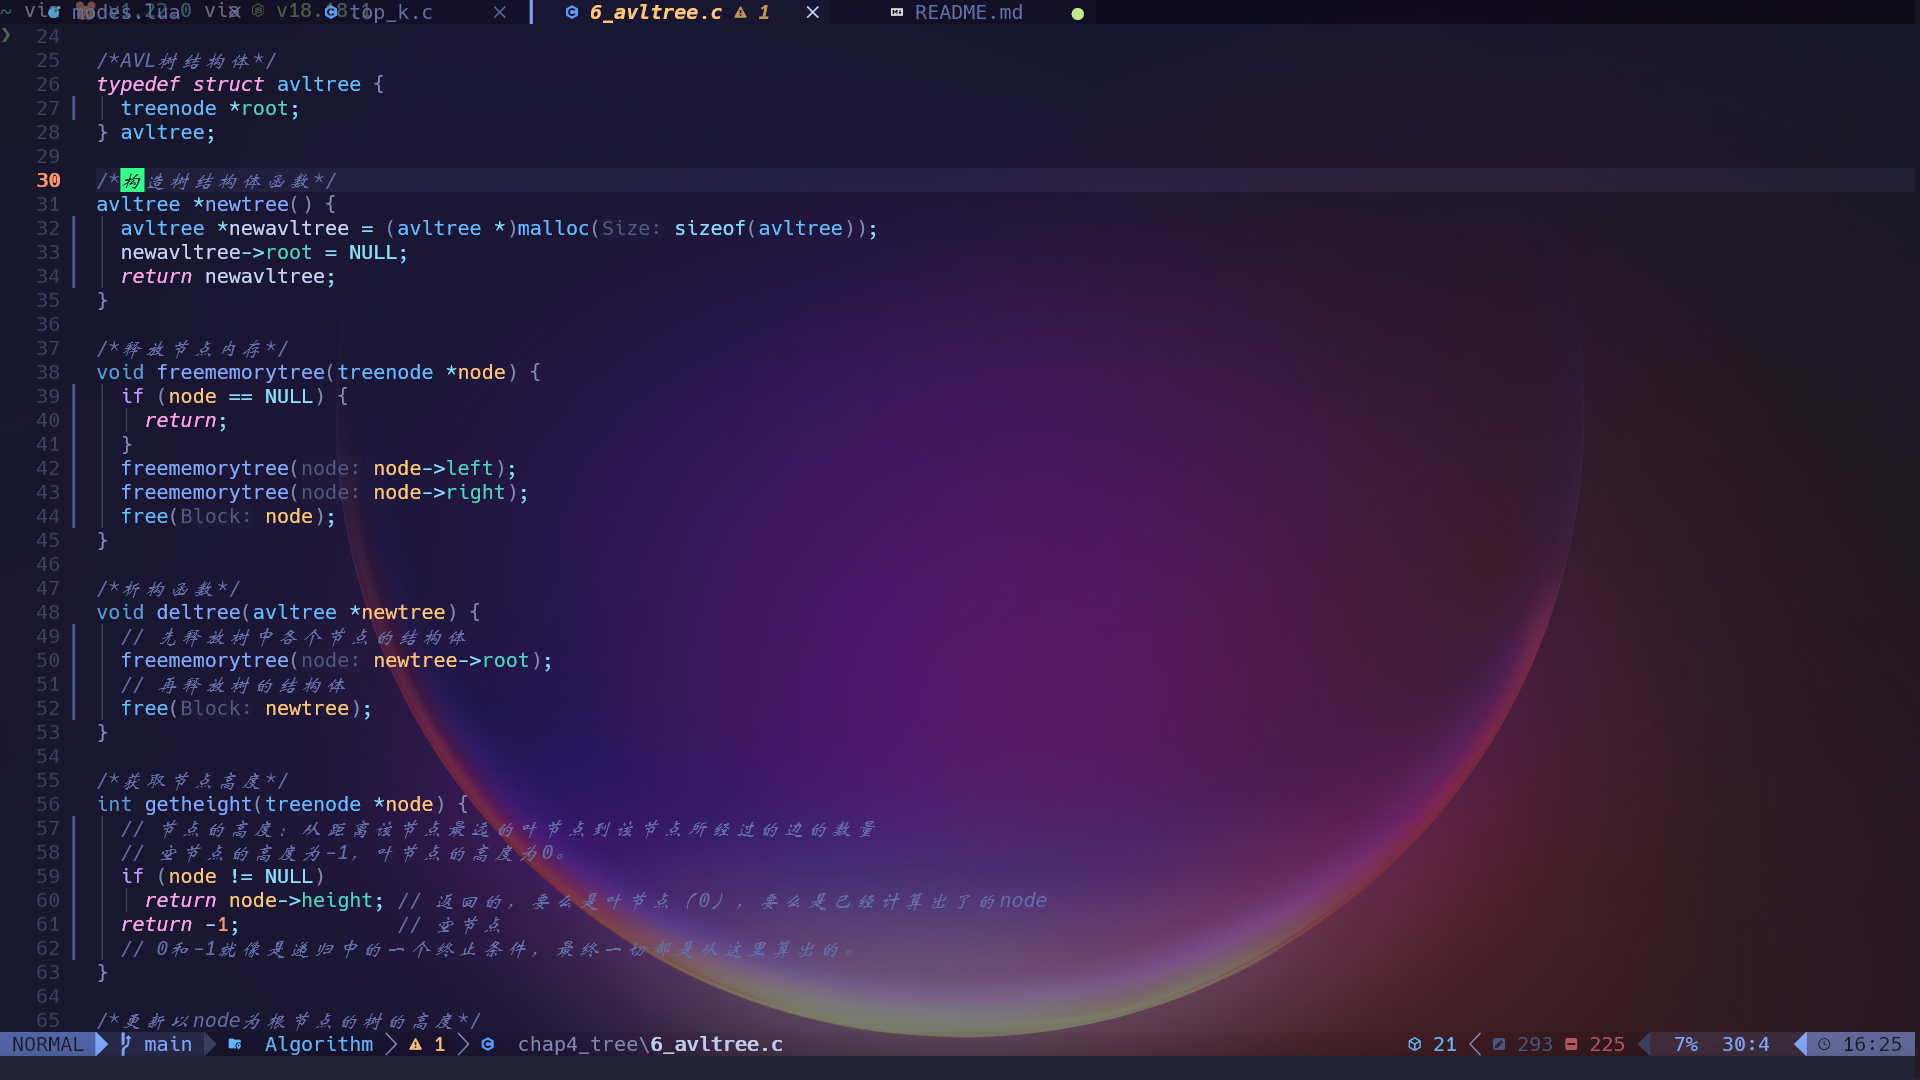 modes.lua top_k.c 6_avltree.c 1 README.md
24
25 /*AVL树结构体*/
26 typedef struct avltree {
27 treenode *root;
28 } avltree;
29
30 /*构造树结构体函数*/
31 avltree *newtree() {
32 avltree *newavltree = (avltree *)malloc(Size: sizeof(avltree));
33 newavltree->root = NULL;
34 return newavltree;
35 }
36
37 /*释放节点内存*/
38 void freememorytree(treenode *node) {
39 if (node == NULL) {
40 return;
41 }
42 freememorytree(node: node->left);
43 freememorytree(node: node->right);
44 free(Block: node);
45 }
46
47 /*析构函数*/
48 void deltree(avltree *newtree) {
49 // 先释放树中各个节点的结构体
50 freememorytree(node: newtree->root);
51 // 再释放树的结构体
52 free(Block: newtree);
53 }
54
55 /*获取节点高度*/
56 int getheight(treenode *node) {
57 // 节点的高度：从距离该节点最远的叶节点到该节点所经过的边的数量
58 // 空节点的高度为-1，叶节点的高度为0。
59 if (node != NULL)
60 return node->height; // 返回的，要么是叶节点（0），要么是已经计算出了的node
61 return -1; // 空节点
62 // 0和-1就像是递归中的一个终止条件，最终一切都是从这里算出的。
63 }
64
65 /*更新以node为根节点的树的高度*/
NORMAL main Algorithm 1 chap4_tree\6_avltree.c 21 293 225 7% 30:4 16:25